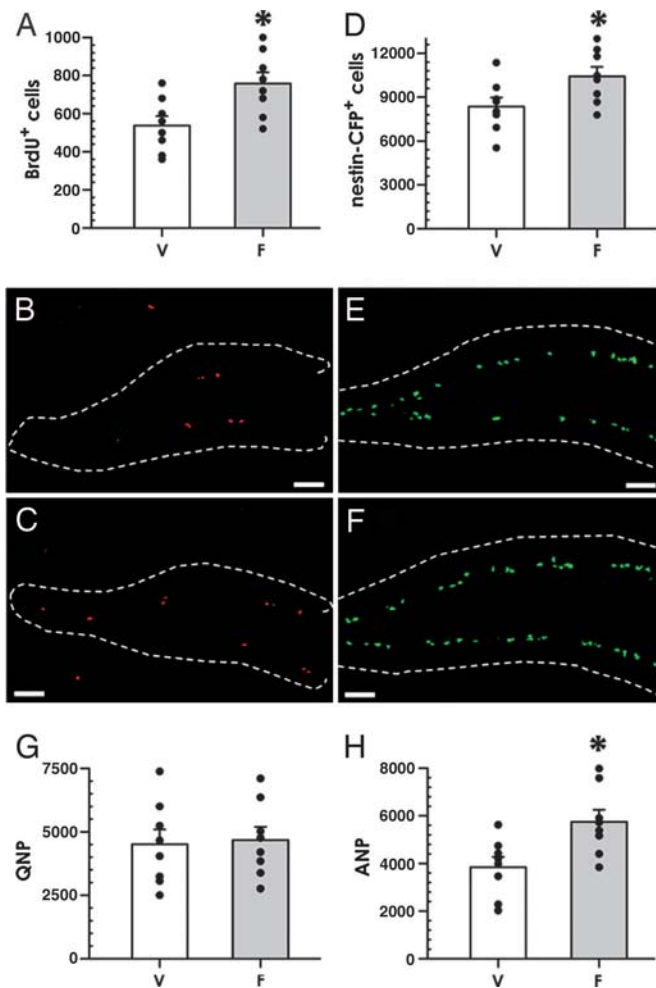 A
*
1000
800
600
400
200
0
BrdU+ cells
V F
D
*
12000
9000
6000
3000
0
nestin-CFP+ cells
V F
B
E
C
F
G
7500
5000
2500
0
QNP
V F
H
*
8000
6000
4000
2000
0
ANP
V F